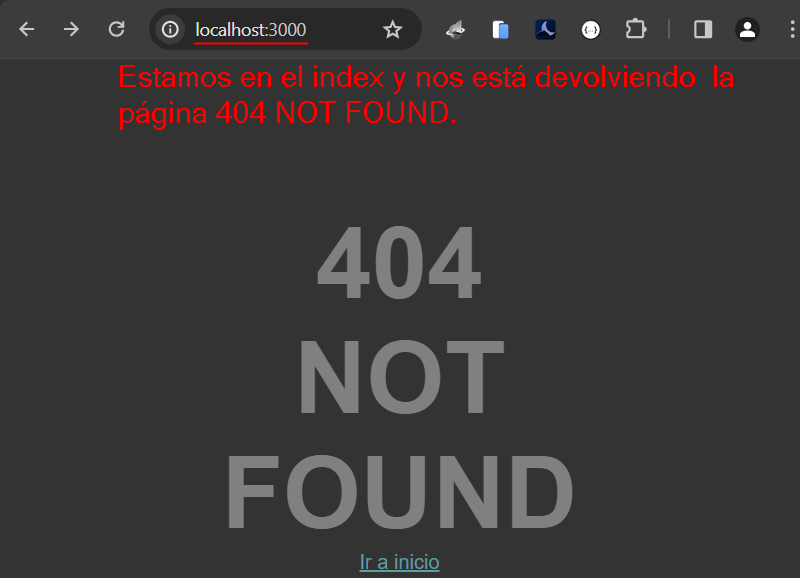 localhost:3000
Estamos en el index y nos está devolviendo la
página 404 NOT FOUND.
404
NOT
FOUND
Ir a inicio